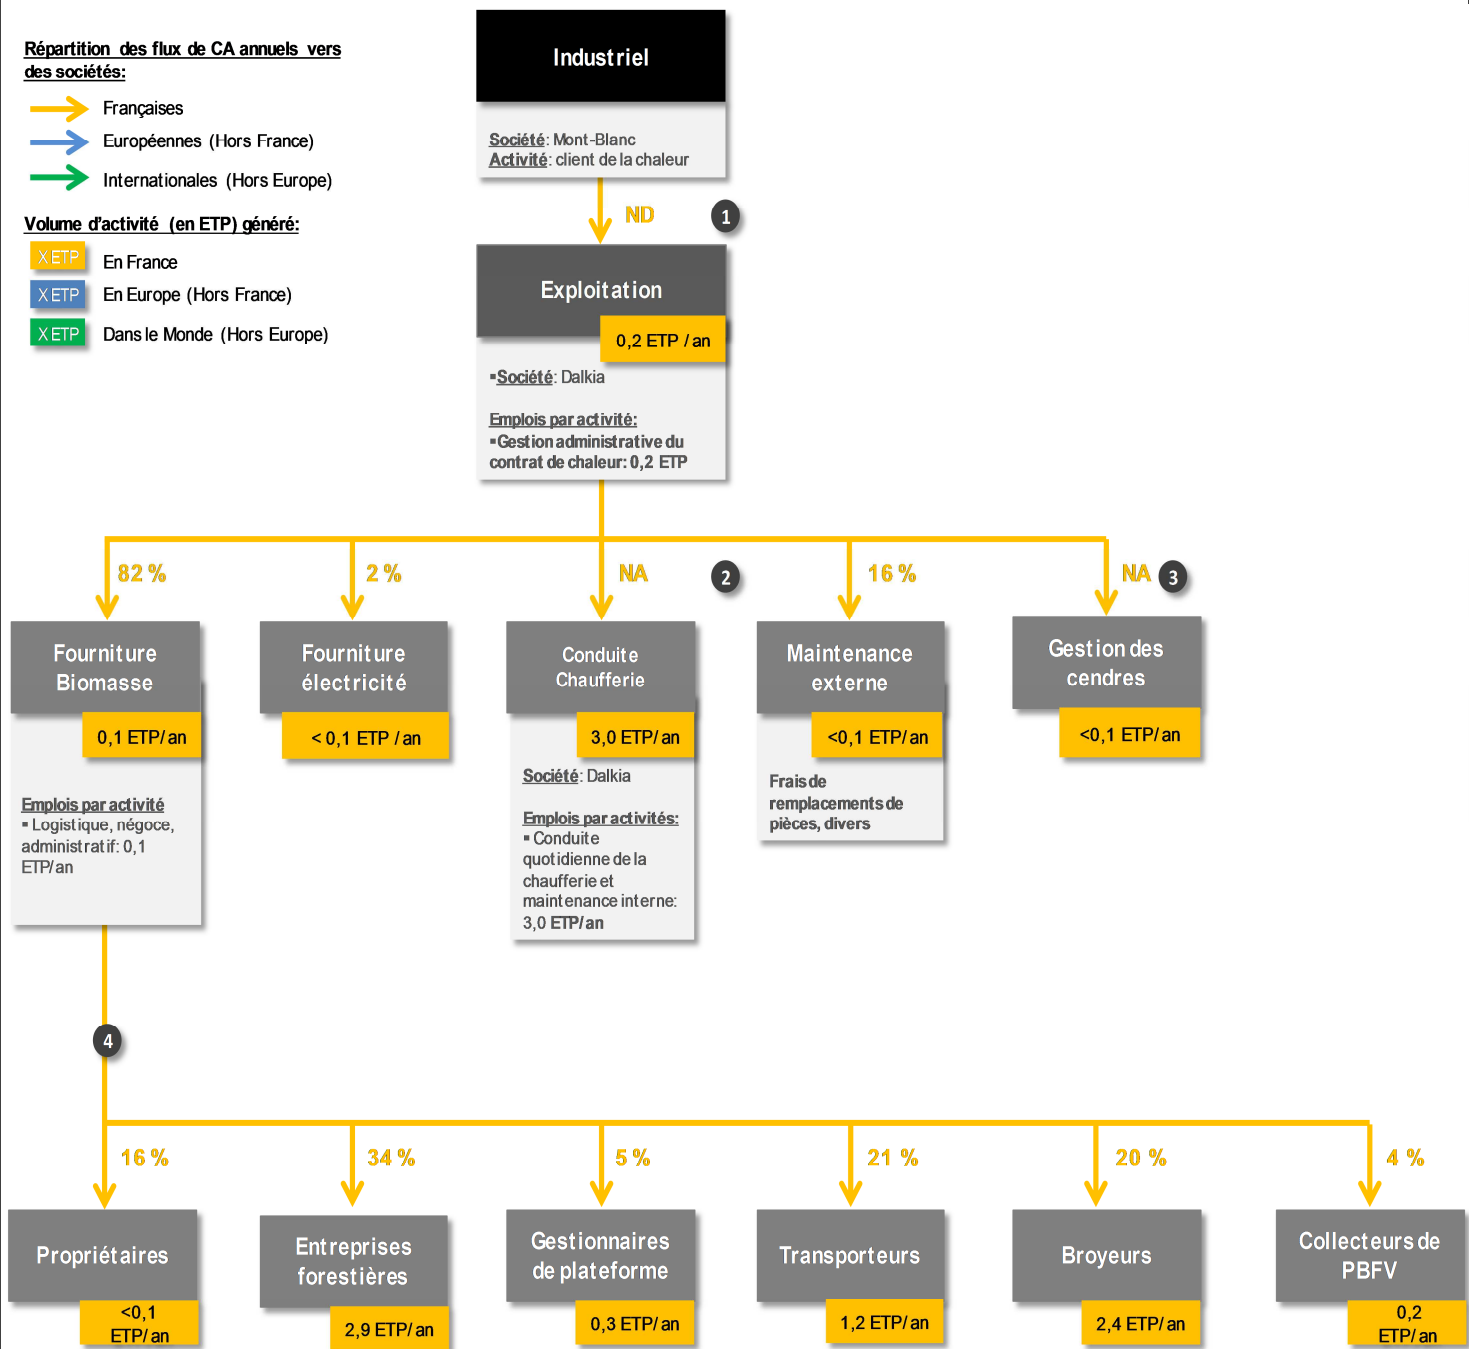 Répartition des flux de CA annuels vers
des sociétés:
Françaises
Européennes (Hors France)
Internationales (Hors Europe)
Volume d'activité (en ETP) généré:
X ETP
En France
X ETP
En Europe (Hors France)
X ETP
Dans le Monde (Hors Europe)
Industriel
Société: Mont-Blanc
Activité: client de la chaleur
ND
1
Exploitation
0,2 ETP / an
▪Société: Dalkia
Emplois par activité:
▪Gestion administrative du
contrat de chaleur: 0,2 ETP
82 %
2 %
NA
2
16 %
NA
3
Fourniture
Biomasse
0,1 ETP/ an
Emplois par activité
▪ Logistique, négoce,
administratif: 0,1
ETP/ an
Fourniture
électricité
< 0,1 ETP / an
Conduite
Chaufferie
3,0 ETP/ an
Société: Dalkia
Emplois par activités:
▪ Conduite
quotidienne de la
chaufferie et
maintenance interne:
3,0 ETP/ an
Maintenance
externe
<0,1 ETP/ an
Frais de
remplacements de
pièces, divers
Gestion des
cendres
<0,1 ETP/ an
4
16 %
34 %
5 %
21 %
20 %
4 %
Propriétaires
<0,1
ETP/ an
Entreprises
forestières
2,9 ETP/ an
Gestionnaires
de plateforme
0,3 ETP/ an
Transporteurs
1,2 ETP/ an
Broyeurs
2,4 ETP/ an
Collecteurs de
PBFV
0,2
ETP/ an